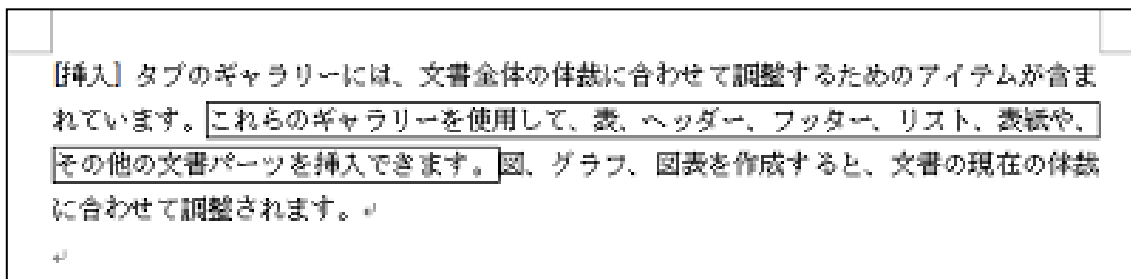 [挿入] タブのギャラリーには、文書全体の体裁に合わせて調整するためのアイテムが含ま
れています。これらのギャラリーを使用して、表、ヘッダー、フッター、リスト、表紙や、
その他の文書パーツを挿入できます。図、グラフ、図表を作成すると、文書の現在の体裁
に合わせて調整されます。